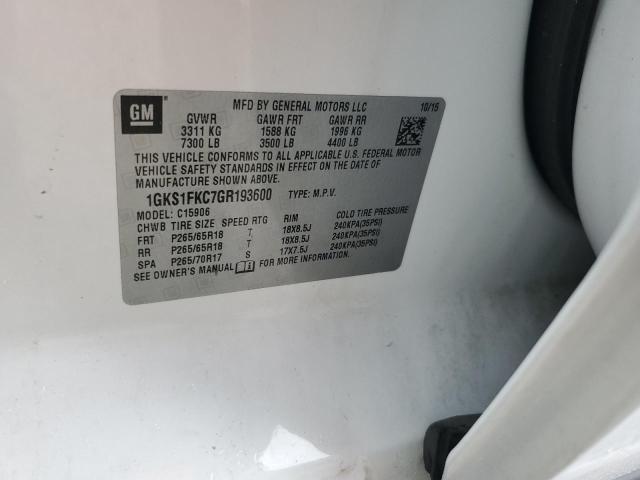 GM
MFD BY GENERAL MOTORS LLC 10/15
GVWR GAWR FRT GAWR RR
3311 KG 1588 KG 1996 KG
7300 LB 3500 LB 4400 LB
THIS VEHICLE CONFORMS TO ALL APPLICABLE U.S. FEDERAL MOTOR
VEHICLE SAFETY STANDARDS IN EFFECT ON THE DATE OF
MANUFACTURE SHOWN ABOVE.
1GKS1FKC7GR193600 TYPE: M.P.V.
MODEL: C15906
CHWB TIRE SIZE SPEED RTG RIM COLD TIRE PRESSURE
FRT P265/65R18 T 18X8.5J 240KPA(35PSI)
RR P265/65R18 T 18X8.5J 240KPA(35PSI)
SPA P265/70R17 S 17X7.5J 240KPA(35PSI)
SEE OWNER'S MANUAL FOR MORE INFORMATION.